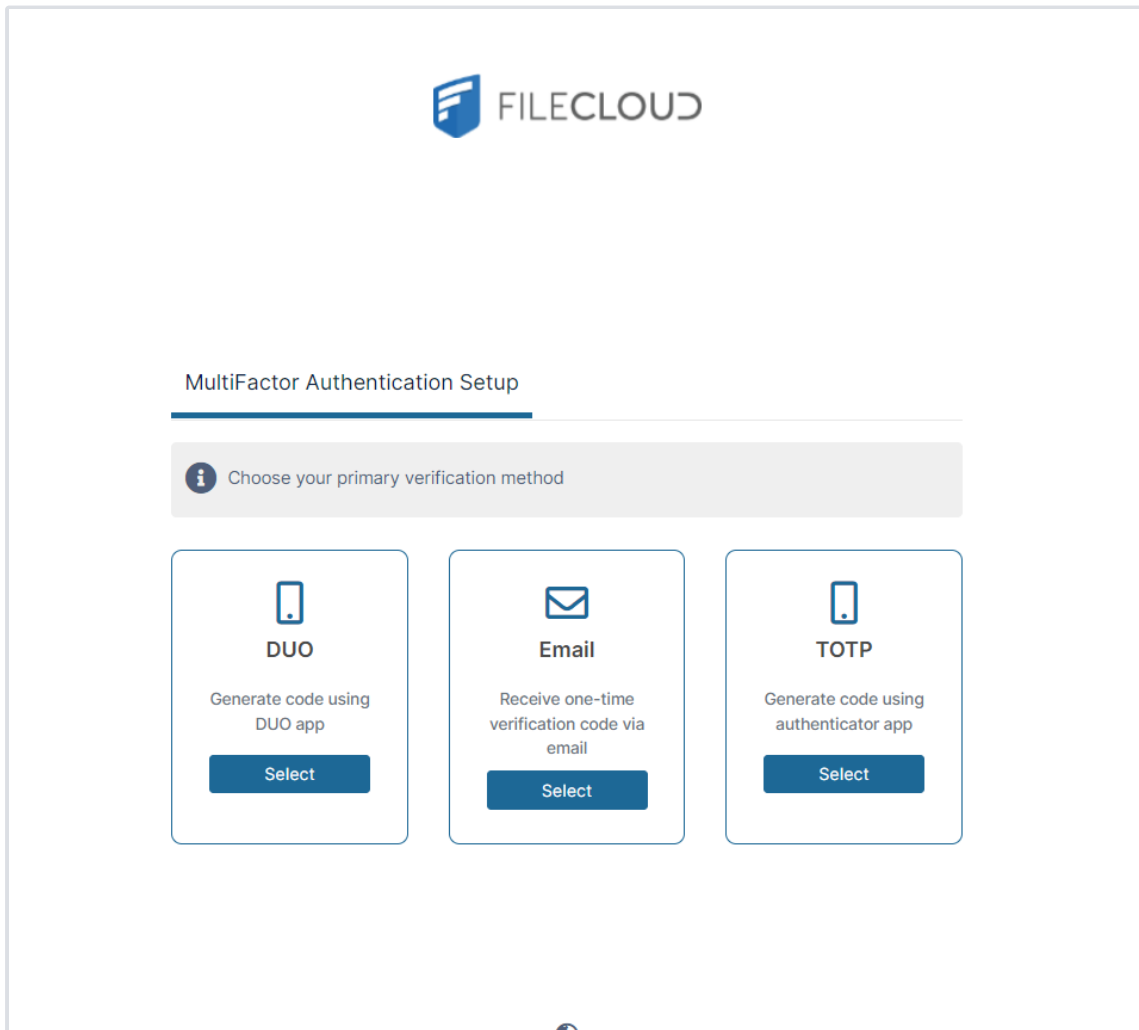 FILECLOUD
MultiFactor Authentication Setup
Choose your primary verification method
DUO
Generate code using
DUO app
Select
Email
Receive one-time
verification code via
email
Select
TOTP
Generate code using
authenticator app
Select